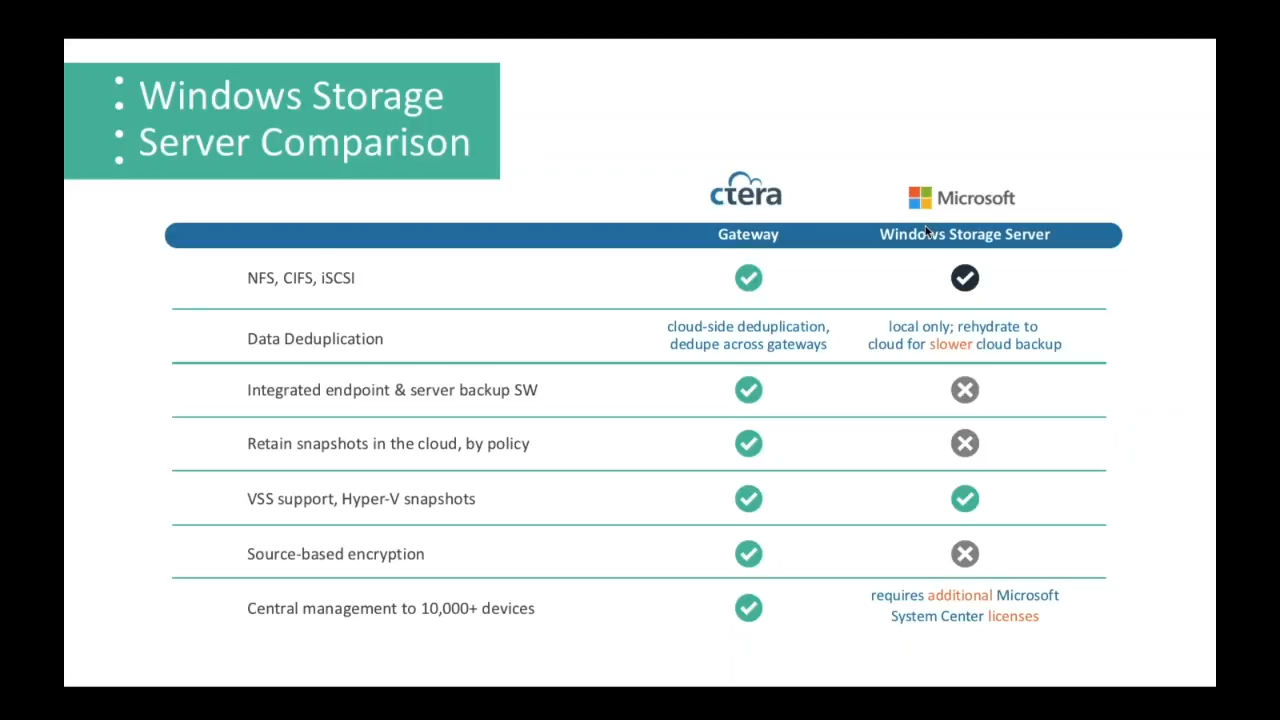 Windows Storage
Server Comparison
ctera
Microsoft
Gateway
Windows Storage Server
NFS, CIFS, iSCSI
Data Deduplication
cloud-side deduplication,
dedupe across gateways
local only; rehydrate to
cloud for slower cloud backup
Integrated endpoint & server backup SW
Retain snapshots in the cloud, by policy
VSS support, Hyper-V snapshots
Source-based encryption
Central management to 10,000+ devices
requires additional Microsoft
System Center licenses